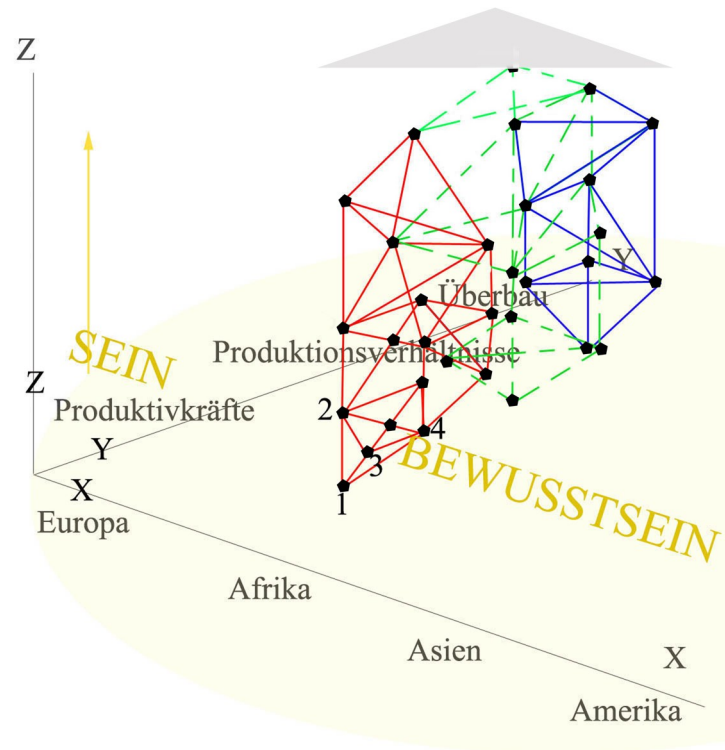 Z
Y
Überbau
Produktionsverhältnisse
SEIN
Z
Produktivkräfte
2
4
Y
BEWUSSTSEIN
3
X
1
Europa
Afrika
Asien
X
Amerika